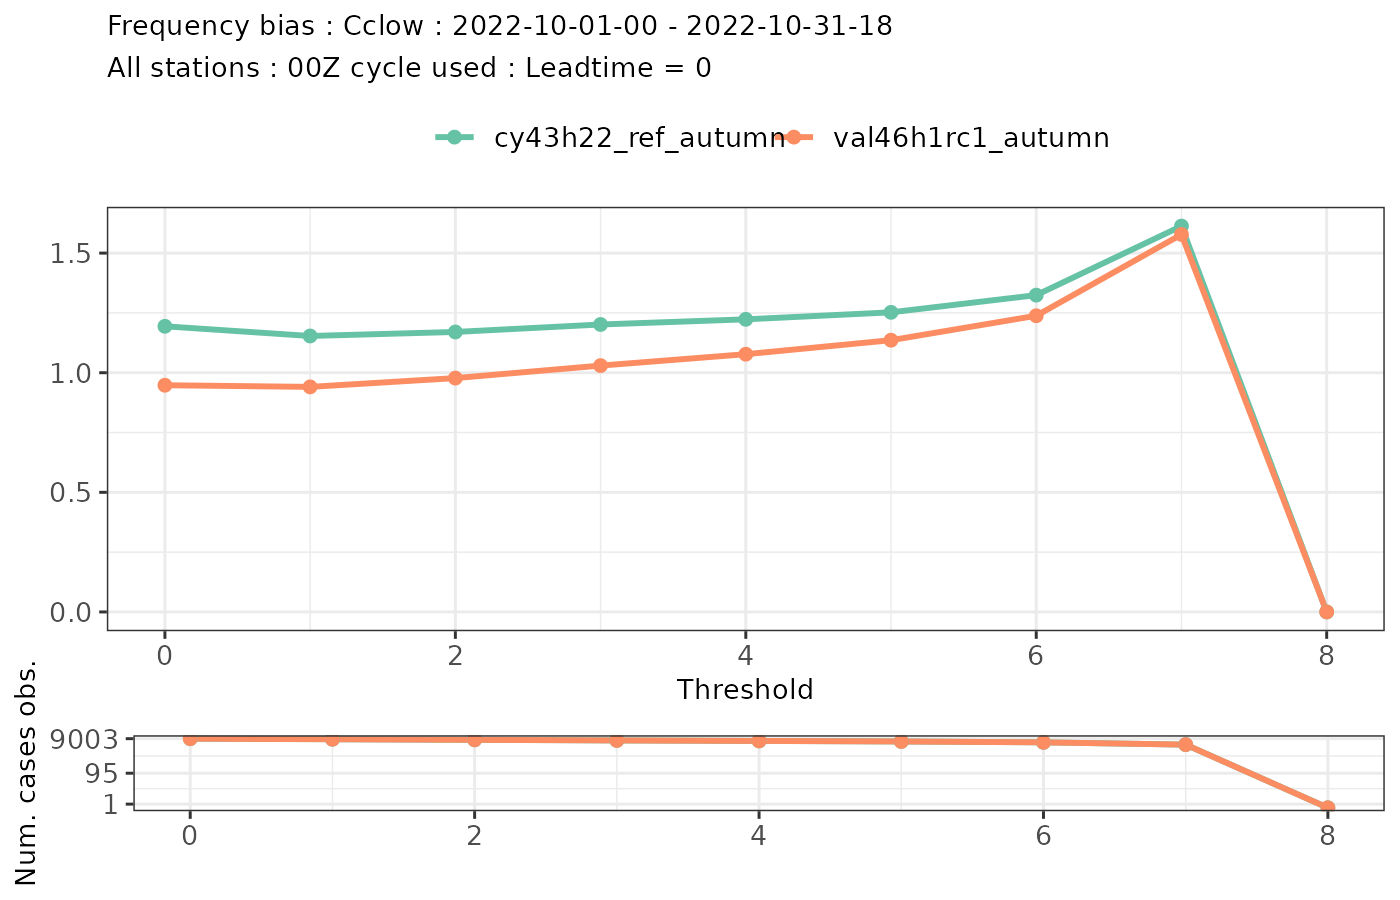 Frequency bias : Cclow : 2022-10-01-00 - 2022-10-31-18
All stations : 00Z cycle used : Leadtime = 0
cy43h22_ref_autumn val46h1rc1_autumn
1.5
1.0
0.5
0.0
0 2 4 6 8
Threshold
Num. cases obs.
9003
95
1
0 2 4 6 8